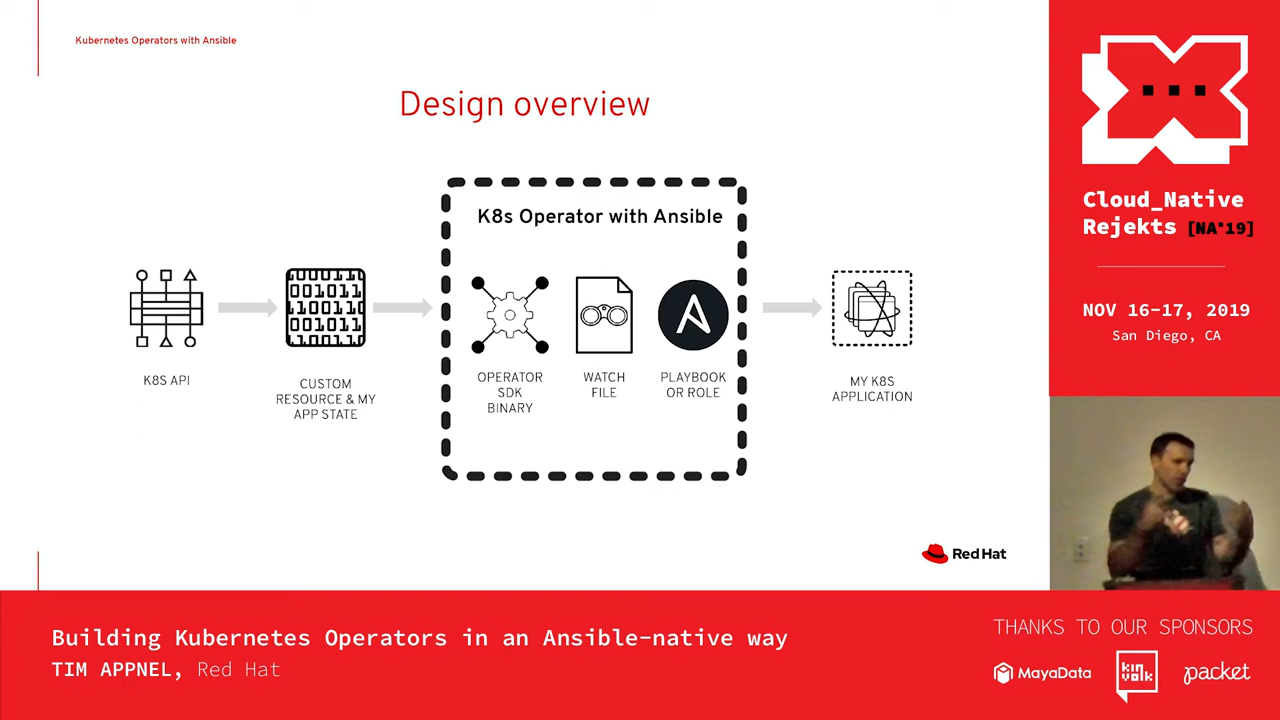 Kubernetes Operators with Ansible
Design overview
K8s Operator with Ansible
K8S API
CUSTOM
RESOURCE & MY
APP STATE
OPERATOR
SDK
BINARY
WATCH
FILE
PLAYBOOK
OR ROLE
MY K8S
APPLICATION
Red Hat
Cloud_Native
Rejekts [NA'19]
NOV 16-17, 2019
San Diego, CA
Building Kubernetes Operators in an Ansible-native way
TIM APPNEL, Red Hat
THANKS TO OUR SPONSORS
MayaData
kinvolk
packet